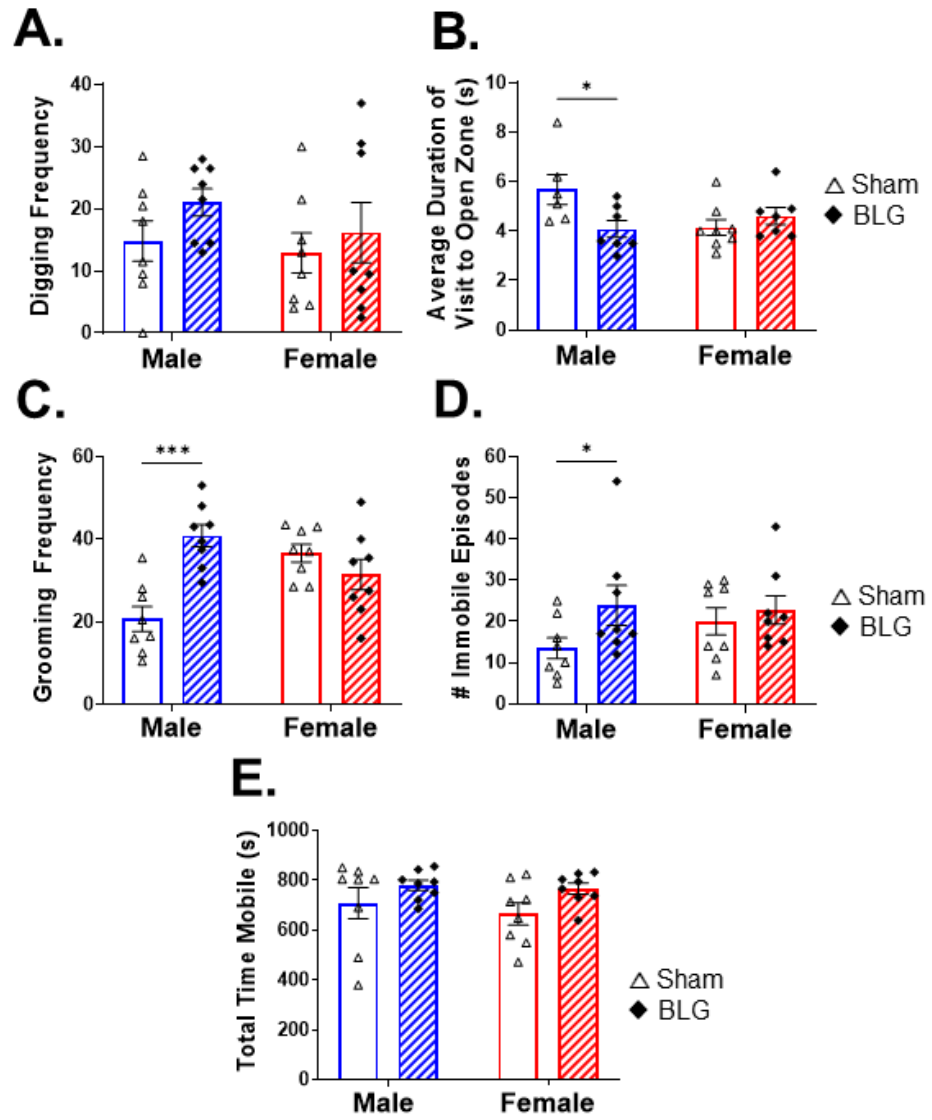 A.
Digging Frequency
40
30
20
10
0
Male
Female
B.
Average Duration of
Visit to Open Zone (s)
10
8
6
4
2
0
*
Male
Female
Sham
BLG
C.
Grooming Frequency
60
40
20
0
***
Male
Female
D.
# Immobile Episodes
60
50
40
30
20
10
0
*
Male
Female
Sham
BLG
E.
Total Time Mobile (s)
1000
800
600
400
200
0
Male
Female
Sham
BLG